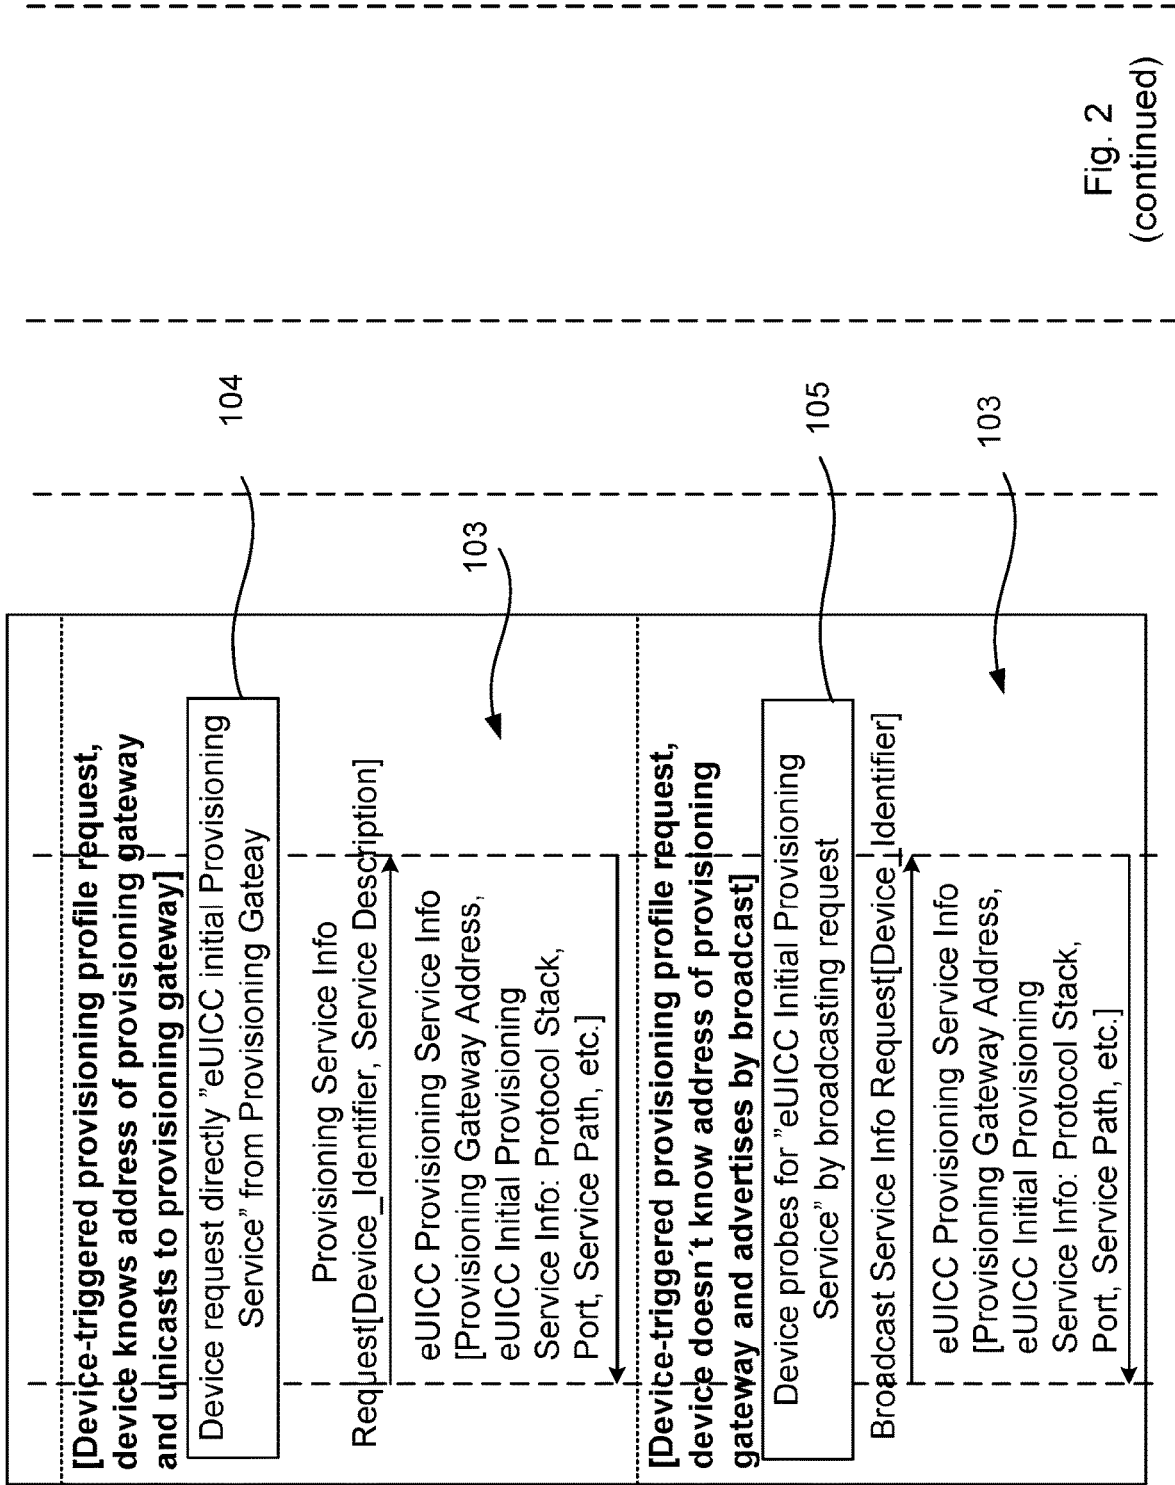 [Device-triggered provisioning profile request,
device knows address of provisioning gateway
and unicasts to provisioning gateway]
Device request directly ”eUICC initial Provisioning
Service” from Provisioning Gateay
104
Provisioning Service Info
Request[Device_Identifier, Service Description]
103
eUICC Provisioning Service Info
[Provisioning Gateway Address,
eUICC Initial Provisioning
Service Info: Protocol Stack,
Port, Service Path, etc.]
[Device-triggered provisioning profile request,
device doesn´t know address of provisioning
gateway and advertises by broadcast]
Device probes for ”eUICC Initial Provisioning
Service” by broadcasting request
105
Broadcast Service Info Request[Device_Identifier]
103
eUICC Provisioning Service Info
[Provisioning Gateway Address,
eUICC Initial Provisioning
Service Info: Protocol Stack,
Port, Service Path, etc.]
Fig. 2
(continued)